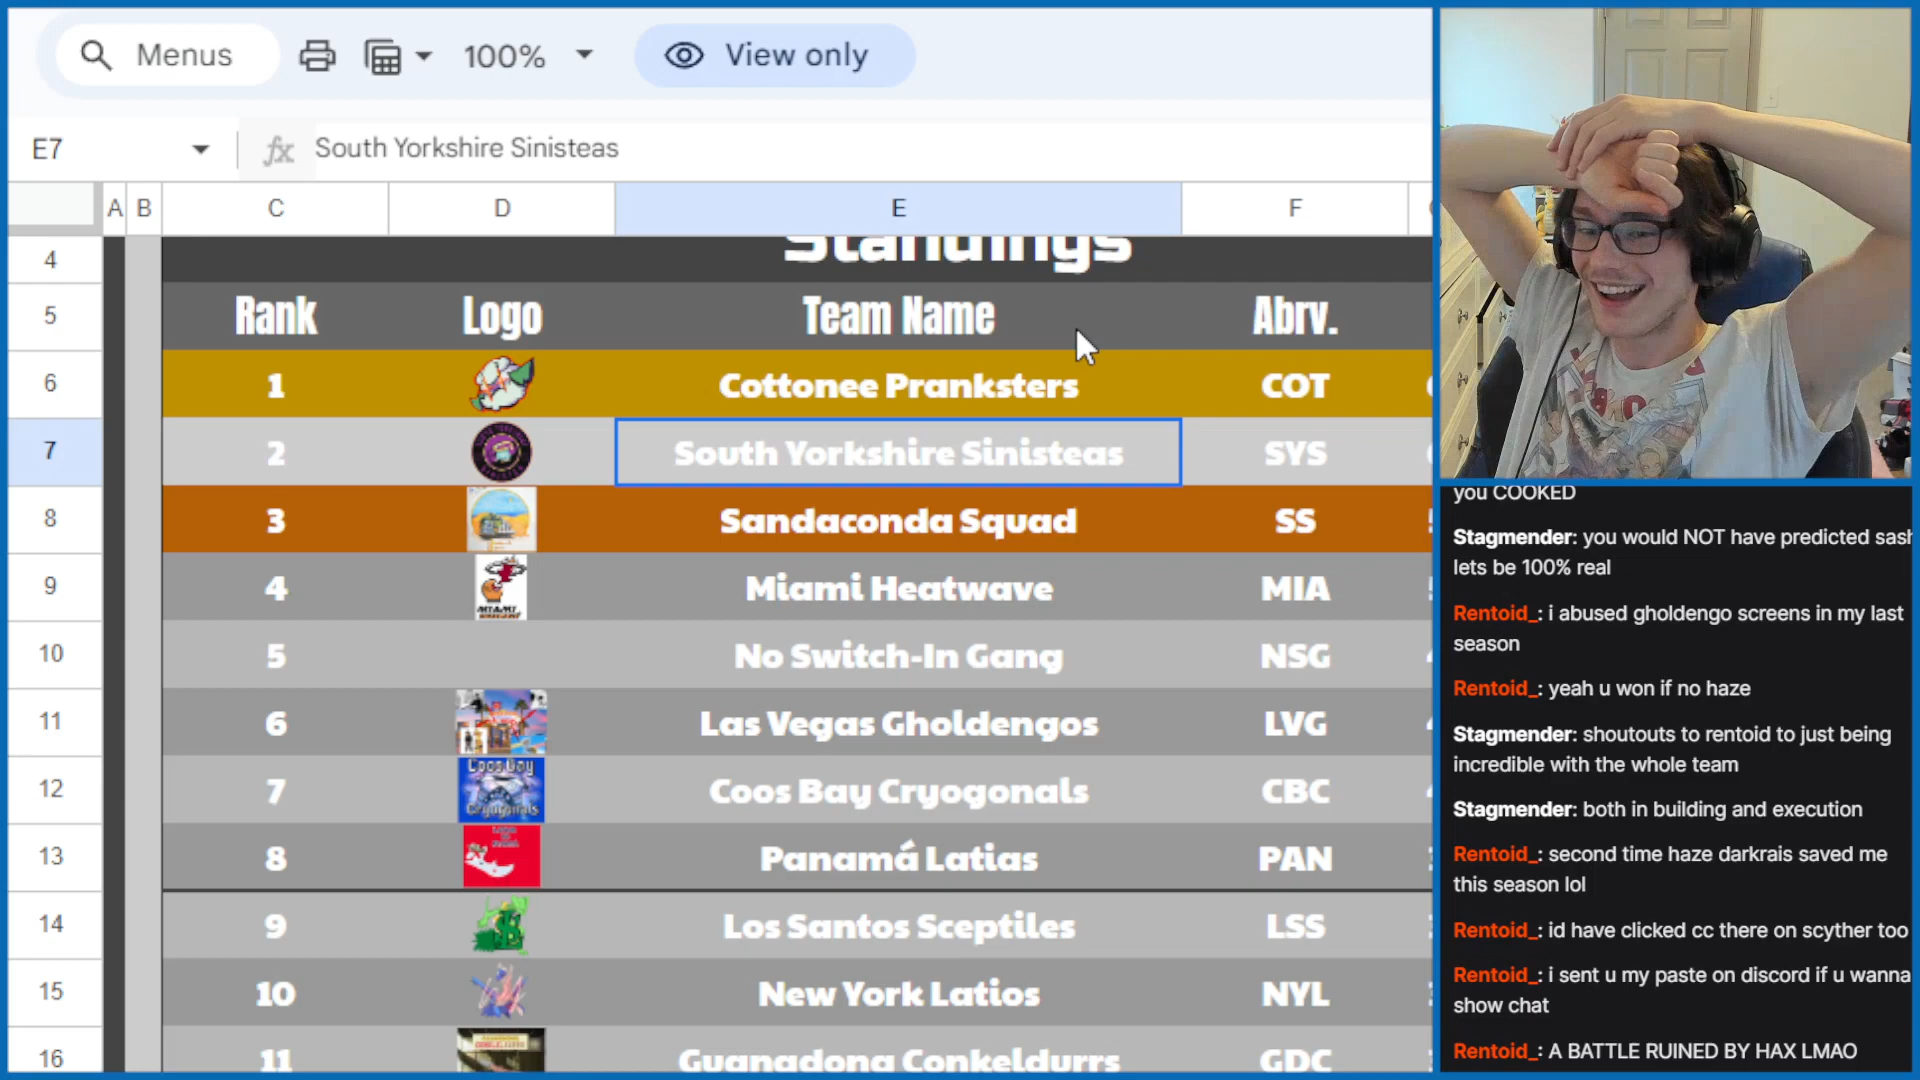 Menus
100%
View only
E7
fx South Yorkshire Sinisteas
A B C D E F
4 Standings
5 Rank Logo Team Name Abrv.
6 1 Cottonee Pranksters COT
7 2 South Yorkshire Sinisteas SYS
8 3 Sandaconda Squad SS
9 4 MIAMI Miami Heatwave MIA
10 5 No Switch-In Gang NSG
11 6 Las Vegas Gholdengos LVG
12 7 Coos Bay Cryogonals Coos Bay Cryogonals CBC
13 8 Panamá Latias PAN
14 9 Los Santos Sceptiles LSS
15 10 New York Latios NYL
16 11 Guangdong Conkeldurrs GDC
you COOKED
Stagmender: you would NOT have predicted sash
lets be 100% real
Rentoid_: i abused gholdengo screens in my last
season
Rentoid_: yeah u won if no haze
Stagmender: shoutouts to rentoid to just being
incredible with the whole team
Stagmender: both in building and execution
Rentoid_: second time haze darkrais saved me
this season lol
Rentoid_: id have clicked cc there on scyther too
Rentoid_: i sent u my paste on discord if u wanna
show chat
Rentoid_: A BATTLE RUINED BY HAX LMAO